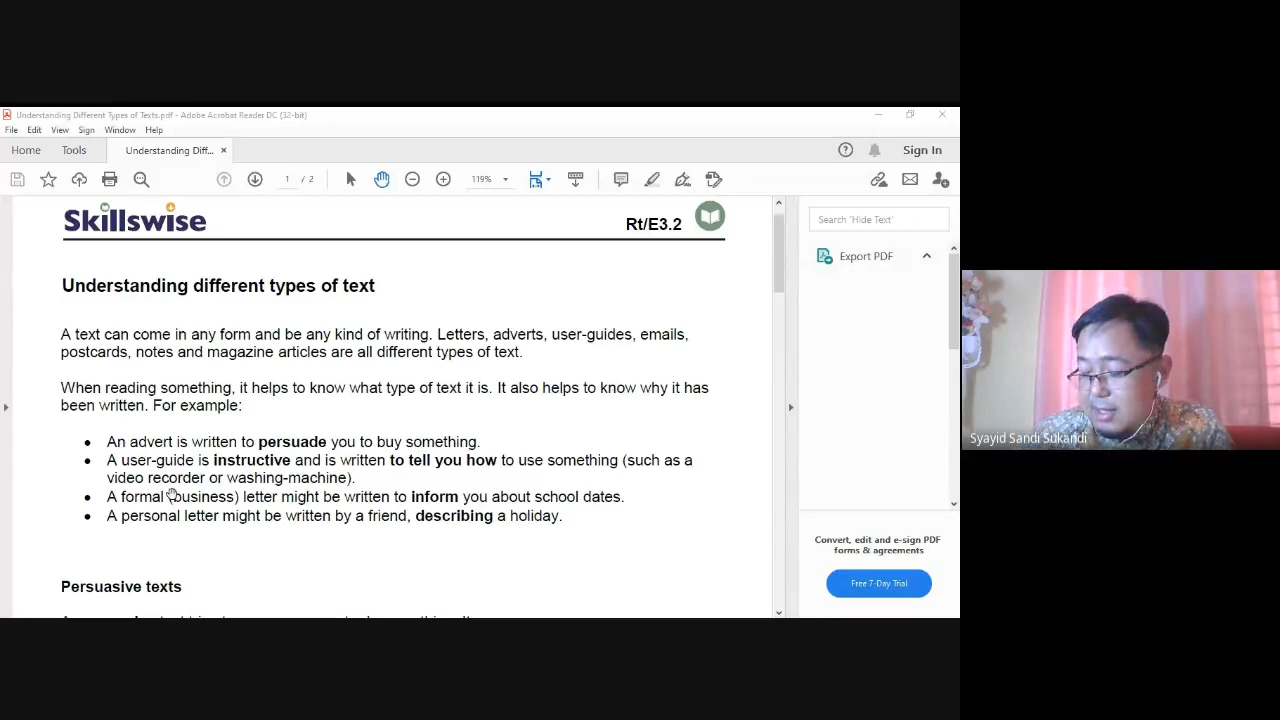 Understanding Different Types of Texts.pdf - Adobe Acrobat Reader DC (32-bit)
File Edit View Sign Window Help
Home Tools Understanding Diff... × Sign In
1 / 2 119% Search 'Hide Text'
Skillswise Rt/E3.2
Export PDF
Understanding different types of text
A text can come in any form and be any kind of writing. Letters, adverts, user-guides, emails,
postcards, notes and magazine articles are all different types of text.
When reading something, it helps to know what type of text it is. It also helps to know why it has
been written. For example:
• An advert is written to persuade you to buy something.
• A user-guide is instructive and is written to tell you how to use something (such as a
video recorder or washing-machine).
• A formal business) letter might be written to inform you about school dates.
• A personal letter might be written by a friend, describing a holiday.
Persuasive texts
Convert, edit and e-sign PDF
forms & agreements
Free 7-Day Trial
Syayid Sandi Sukandi